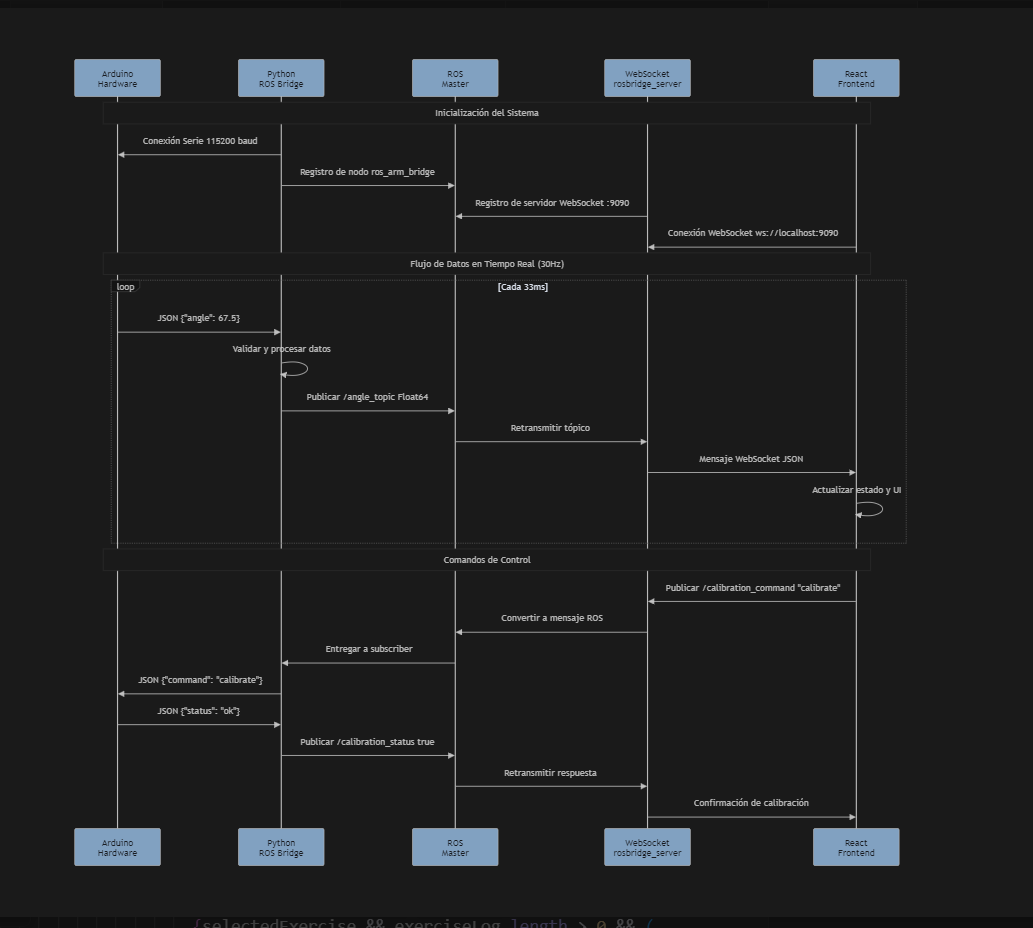 Arduino
Hardware
Python
ROS Bridge
ROS
Master
WebSocket
rosbridge_server
React
Frontend
Inicialización del Sistema
Conexión Serie 115200 baud
Registro de nodo ros_arm_bridge
Registro de servidor WebSocket :9090
Conexión WebSocket ws://localhost:9090
Flujo de Datos en Tiempo Real (30Hz)
loop
[Cada 33ms]
JSON {"angle": 67.5}
Validar y procesar datos
Publicar /angle_topic Float64
Retransmitir tópico
Mensaje WebSocket JSON
Actualizar estado y UI
Comandos de Control
Publicar /calibration_command "calibrate"
Convertir a mensaje ROS
Entregar a subscriber
JSON {"command": "calibrate"}
JSON {"status": "ok"}
Publicar /calibration_status true
Retransmitir respuesta
Confirmación de calibración
Arduino
Hardware
Python
ROS Bridge
ROS
Master
WebSocket
rosbridge_server
React
Frontend
{selectedExercise && exerciseLog.length > 0 && (